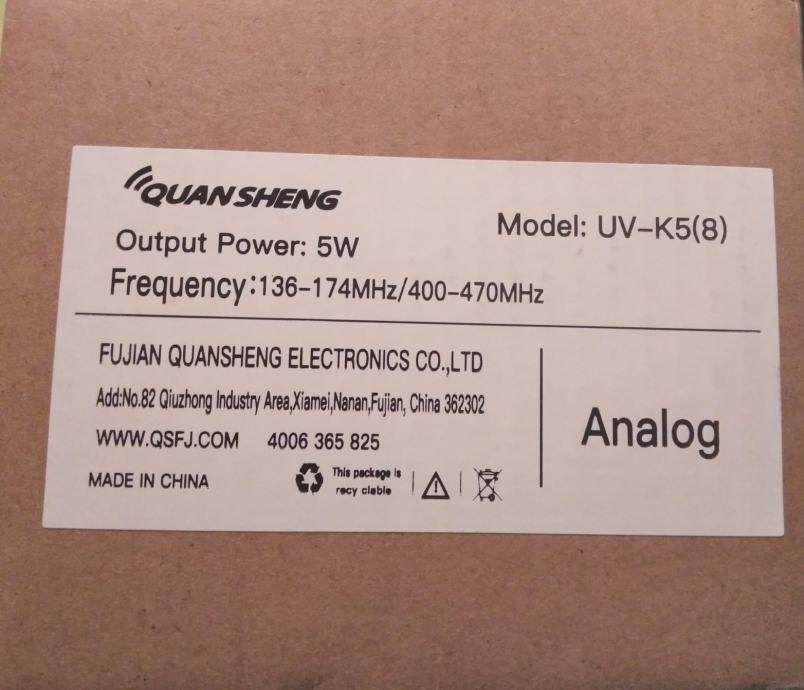 QUANSHENG
Model: UV-K5(8)
Output Power: 5W
Frequency:136-174MHz/400-470MHz
FUJIAN QUANSHENG ELECTRONICS CO.,LTD
Add:No.82 Qiuzhong Industry Area,Xiamei,Nanan,Fujian, China 362302
WWW.QSFJ.COM 4006 365 825
MADE IN CHINA
This package is
recy clable
Analog